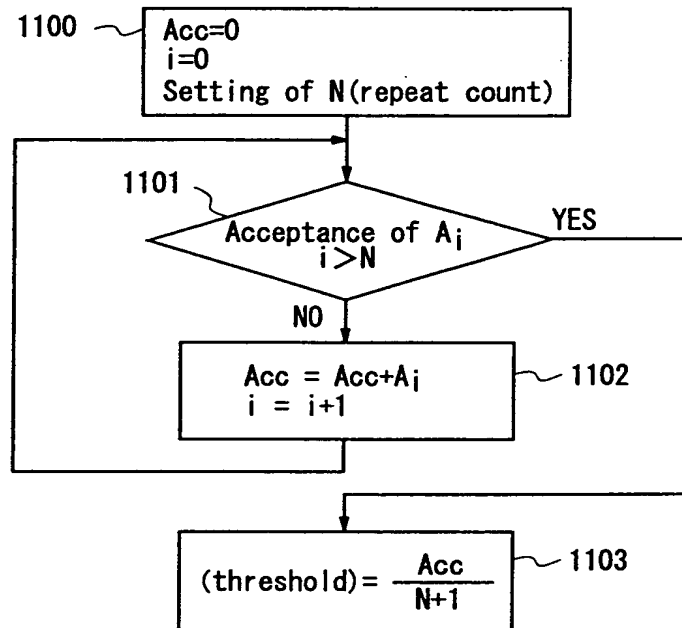 1100
Acc=0
i=0
Setting of N(repeat count)
1101
Acceptance of Ai
i>N
YES
NO
Acc = Acc+Ai
i = i+1
1102
(threshold)= Acc
N+1
1103